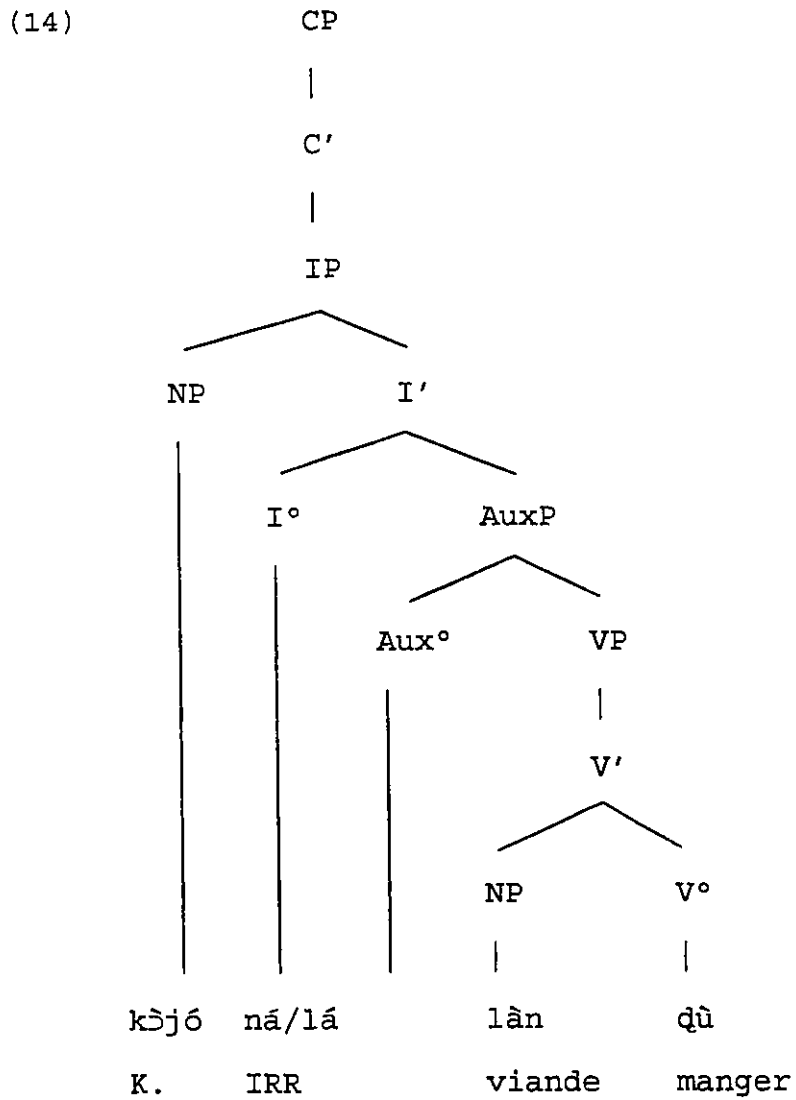 (14) CP
C'
IP
NP I'
I° AuxP
Aux° VP
V'
NP V°
kɔ̀jó ná/lá làn ɖù
K. IRR viande manger